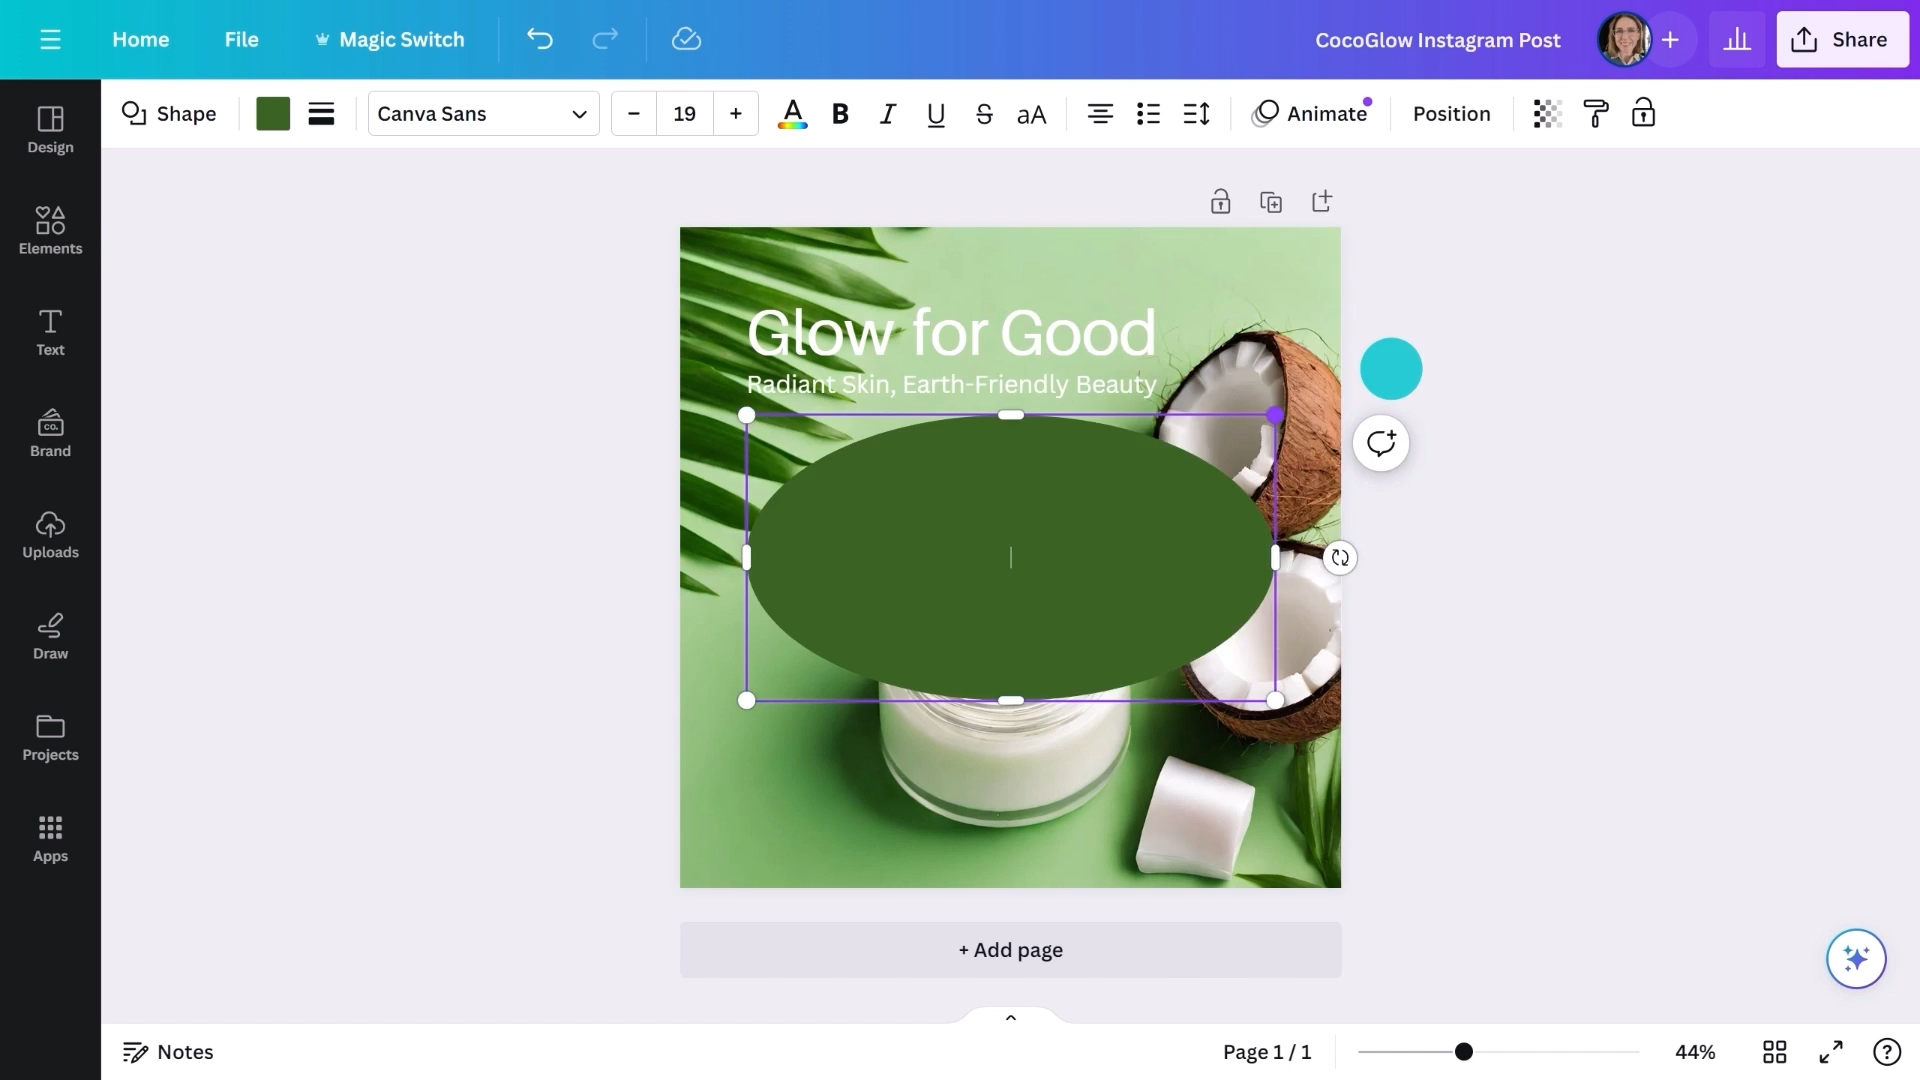 Home
File
Magic Switch
CocoGlow Instagram Post
Share
Shape
Canva Sans
− 19 +
A
B
I
U
S
aA
Animate
Position
Design
Elements
Text
Brand
co.
Uploads
Draw
Projects
Apps
Glow for Good
Radiant Skin, Earth-Friendly Beauty
+ Add page
Notes
Page 1 / 1
44%
?